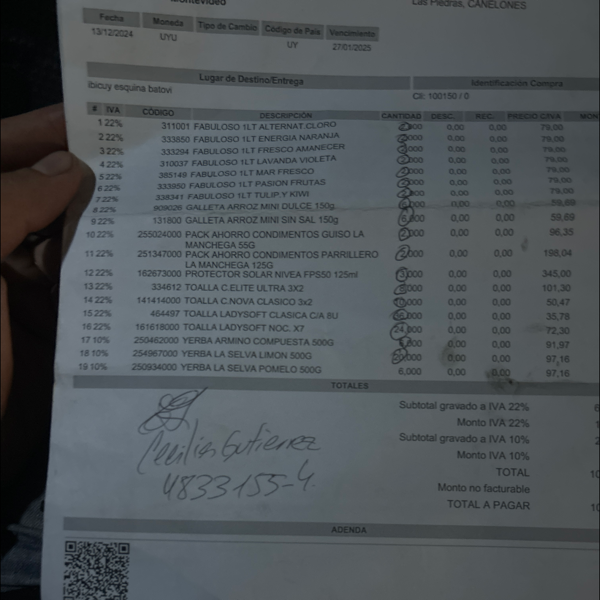 Montevideo
Las Piedras, CANELONES
Fecha Moneda Tipo de Cambio Código de País Vencimiento
13/12/2024 UYU UY 27/01/2025
Lugar de Destino/Entrega Identificación Compra
ibicuy esquina batovi CII: 100150 / 0
# IVA CÓDIGO DESCRIPCIÓN CANTIDAD DESC. REC. PRECIO C/IVA
1 22% 311001 FABULOSO 1LT ALTERNAT.CLORO 0,00 0,00 79,00
2 22% 333850 FABULOSO 1LT ENERGIA NARANJA 0,00 0,00 79,00
3 22% 333294 FABULOSO 1LT FRESCO AMANECER 0,00 0,00 79,00
4 22% 310037 FABULOSO 1LT LAVANDA VIOLETA 0,00 0,00 79,00
5 22% 385149 FABULOSO 1LT MAR FRESCO 0,00 0,00 79,00
6 22% 333950 FABULOSO 1LT PASION FRUTAS 0,00 0,00 79,00
7 22% 338341 FABULOSO 1LT TULIP.Y KIWI 0,00 0,00 79,00
8 22% 909026 GALLETA ARROZ MINI DULCE 150g 0,00 0,00 59,69
9 22% 131800 GALLETA ARROZ MINI SIN SAL 150g 6,000 0,00 0,00 59,69
10 22% 255024000 PACK AHORRO CONDIMENTOS GUISO LA 2,000 0,00 0,00 96,35
MANCHEGA 55G
11 22% 251347000 PACK AHORRO CONDIMENTOS PARRILLERO 2,000 0,00 0,00 198,04
LA MANCHEGA 125G
12 22% 162673000 PROTECTOR SOLAR NIVEA FPS50 125ml 3,000 0,00 0,00 345,00
13 22% 334612 TOALLA C.ELITE ULTRA 3X2 0,00 0,00 101,30
14 22% 141414000 TOALLA C.NOVA CLASICO 3x2 10,000 0,00 0,00 50,47
15 22% 464497 TOALLA LADYSOFT CLASICA C/A 8U 0,00 0,00 35,78
16 22% 161618000 TOALLA LADYSOFT NOC. X7 24,000 0,00 0,00 72,30
17 10% 250462000 YERBA ARMINO COMPUESTA 500G 0,00 0,00 91,97
18 10% 254967000 YERBA LA SELVA LIMON 500G 20,000 0,00 0,00 97,16
19 10% 250934000 YERBA LA SELVA POMELO 500G 6,000 0,00 0,00 97,16
TOTALES
Subtotal gravado a IVA 22%
Monto IVA 22%
Subtotal gravado a IVA 10%
Monto IVA 10%
TOTAL
Monto no facturable
TOTAL A PAGAR
Cecilia Gutierrez
4833155-4
ADENDA